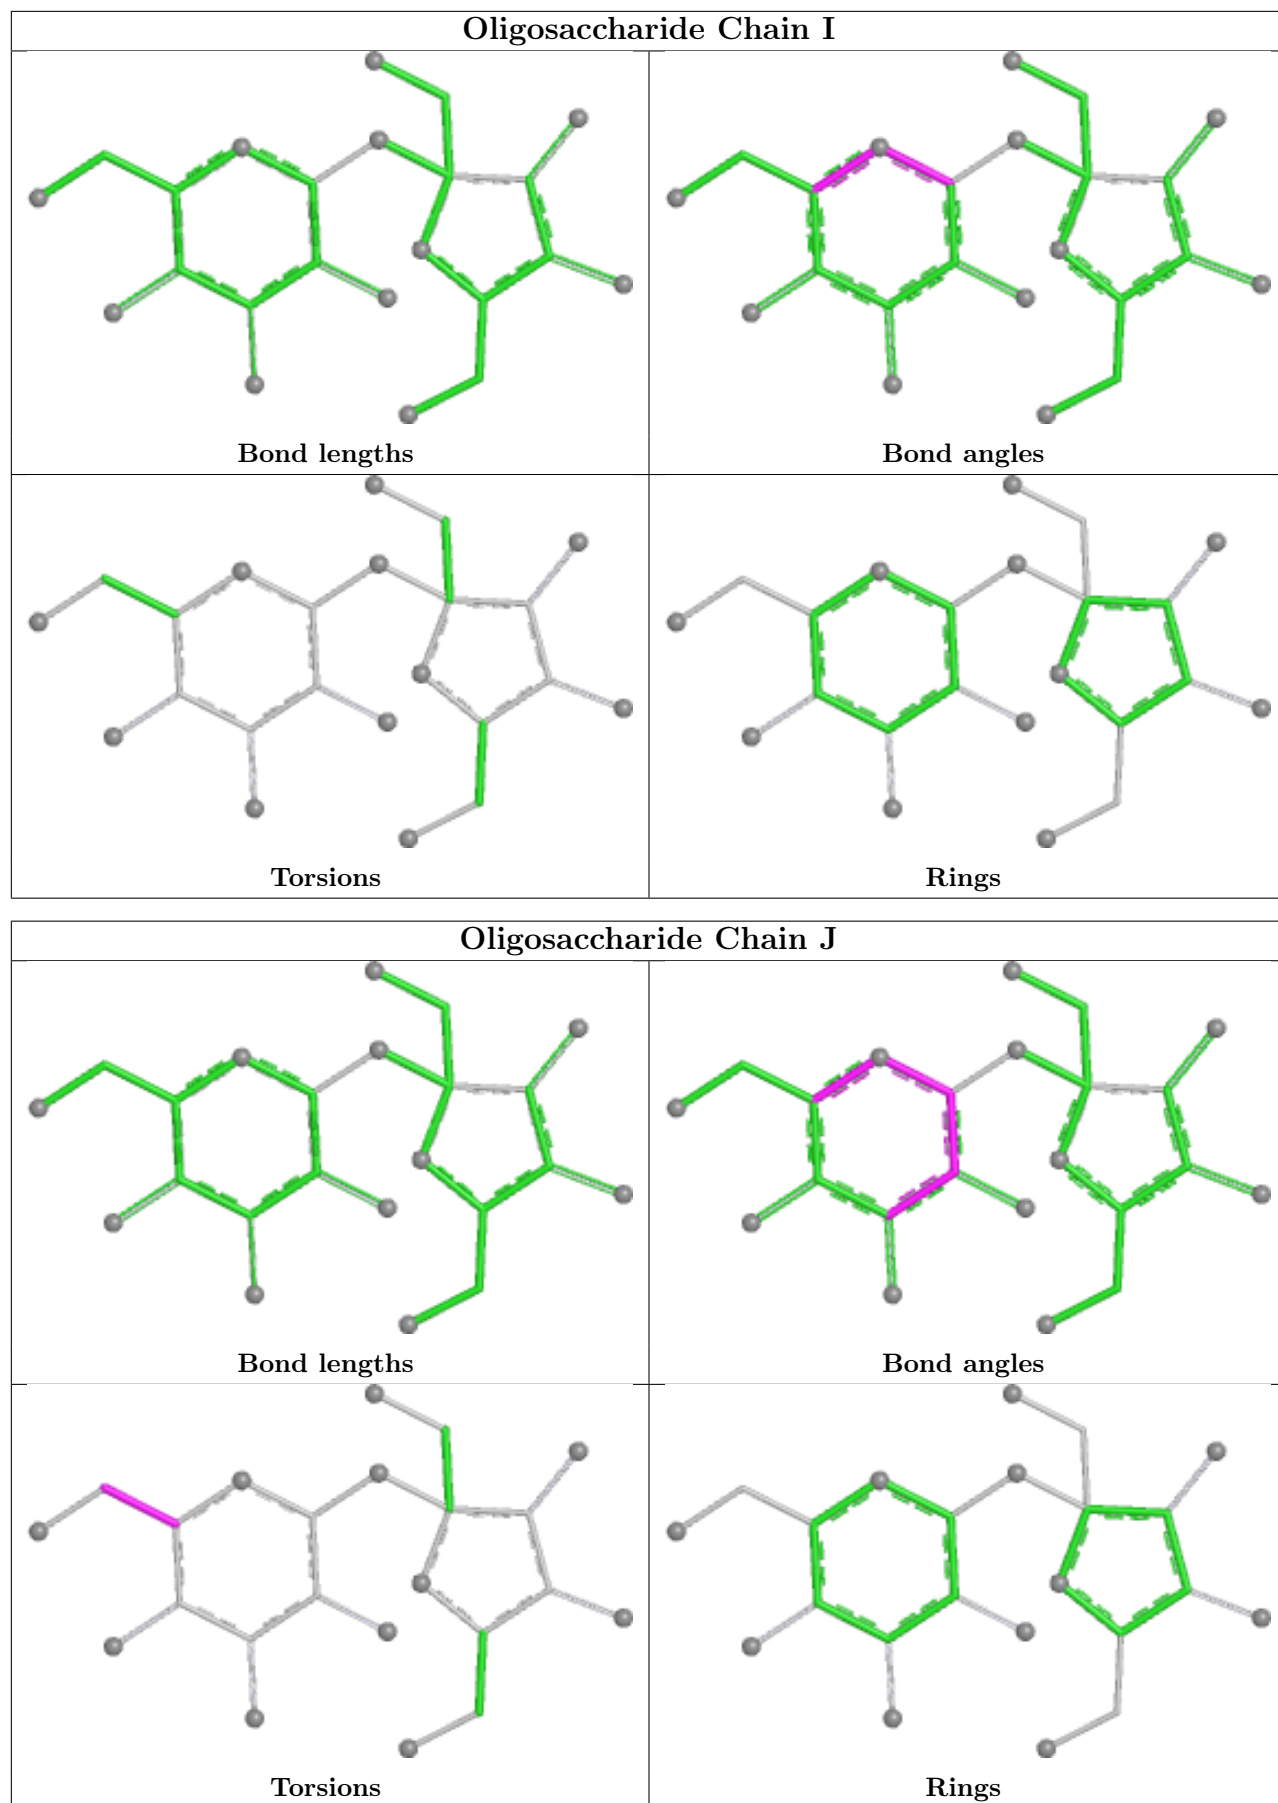 Oligosaccharide Chain I
Bond lengths
Bond angles
Torsions
Rings
Oligosaccharide Chain J
Bond lengths
Bond angles
Torsions
Rings